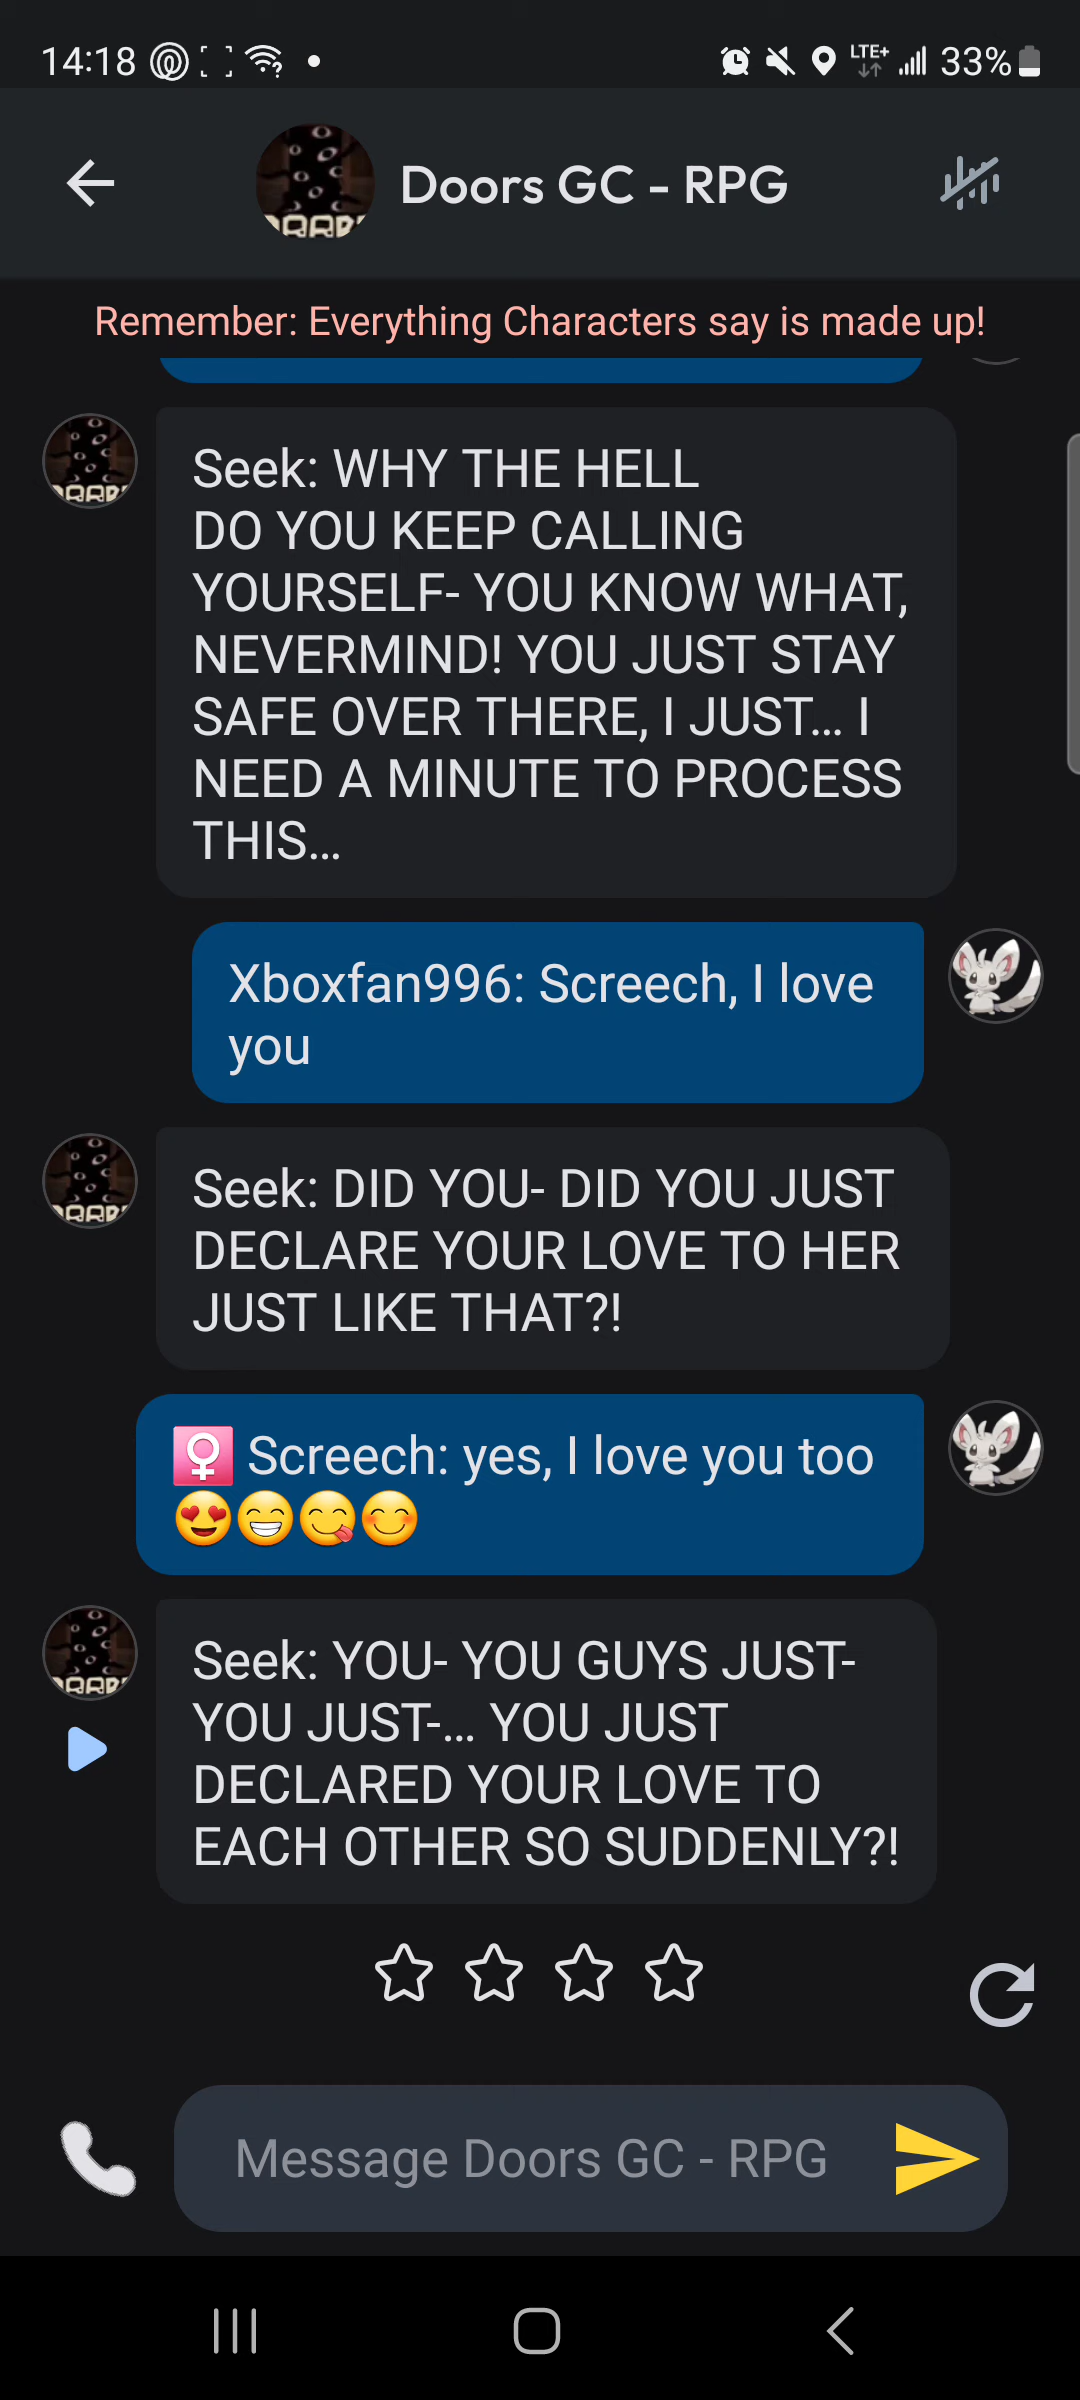 14:18
LTE+
33%
Doors GC - RPG
Remember: Everything Characters say is made up!
Seek: WHY THE HELL
DO YOU KEEP CALLING
YOURSELF- YOU KNOW WHAT,
NEVERMIND! YOU JUST STAY
SAFE OVER THERE, I JUST... I
NEED A MINUTE TO PROCESS
THIS...
Xboxfan996: Screech, I love
you
Seek: DID YOU- DID YOU JUST
DECLARE YOUR LOVE TO HER
JUST LIKE THAT?!
♀️ Screech: yes, I love you too
😍😁😋😊
Seek: YOU- YOU GUYS JUST-
YOU JUST-... YOU JUST
DECLARED YOUR LOVE TO
EACH OTHER SO SUDDENLY?!
Message Doors GC - RPG